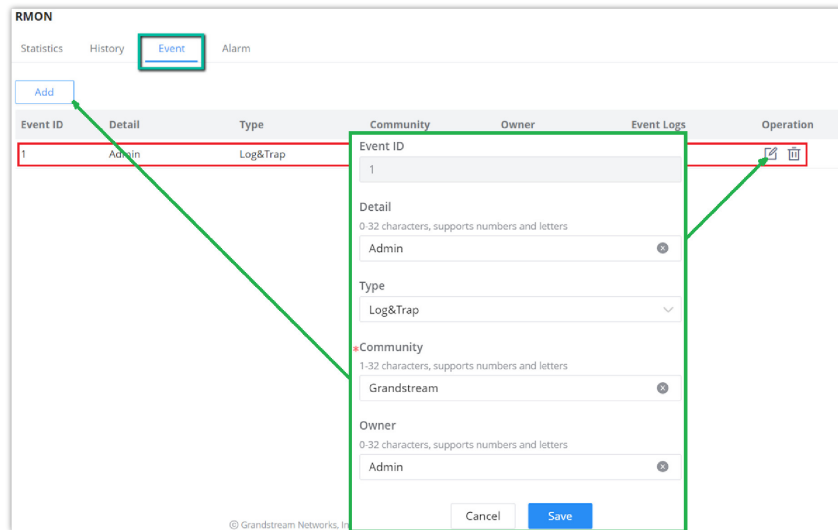 RMON
Statistics History Event Alarm
Add
Event ID Detail Type Community Owner Event Logs Operation
1 Admin Log&Trap
Event ID
1
Detail
0-32 characters, supports numbers and letters
Admin
Type
Log&Trap
*Community
1-32 characters, supports numbers and letters
Grandstream
Owner
0-32 characters, supports numbers and letters
Admin
Cancel Save
© Grandstream Networks, In